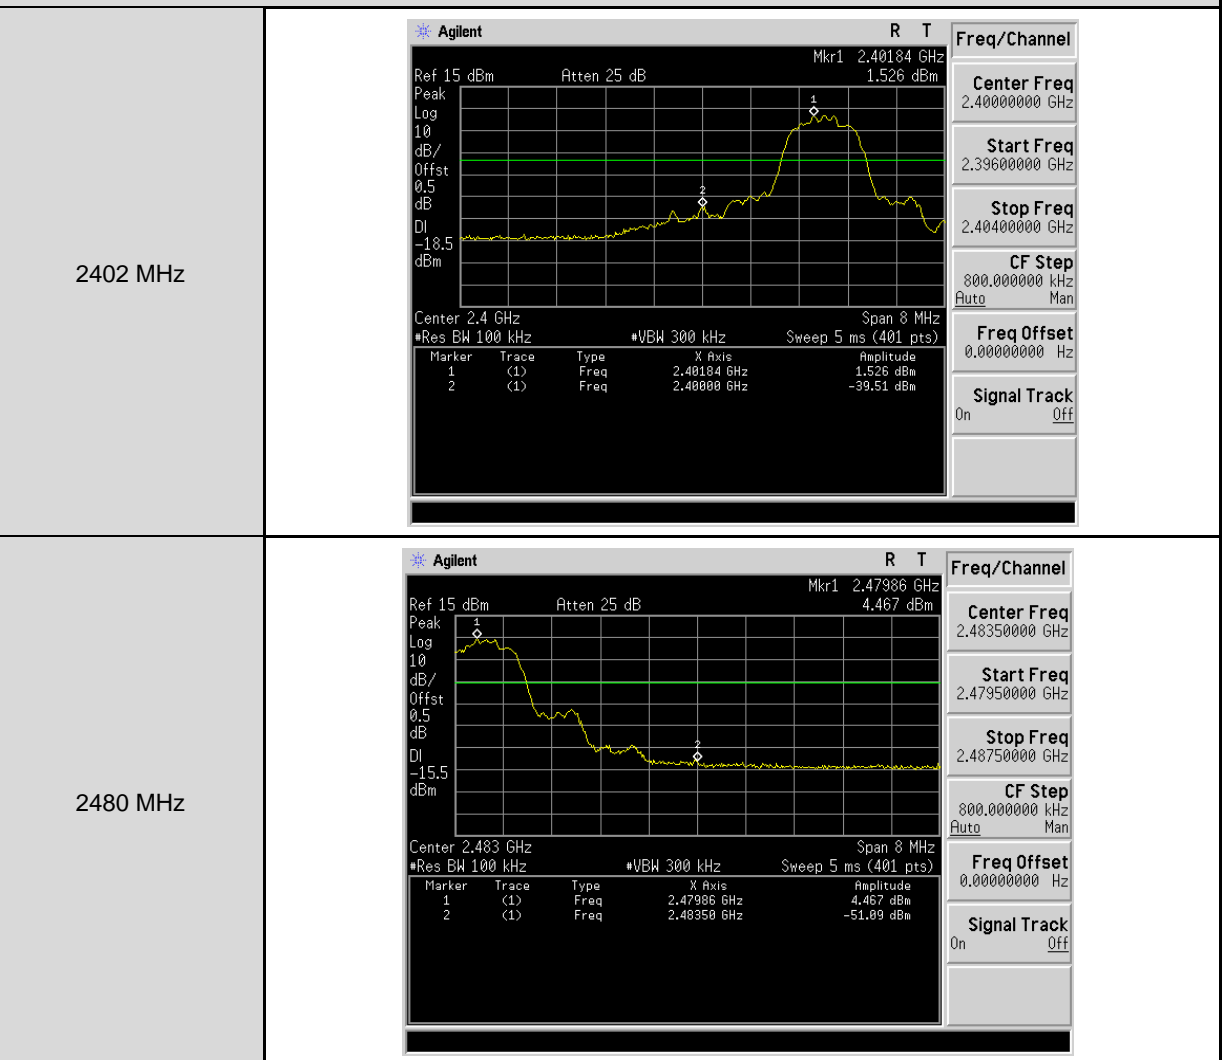 2402 MHz
Agilent R T
Mkr1 2.40184 GHz
Ref 15 dBm Atten 25 dB 1.526 dBm
Peak
Log
10
dB/
Offst
0.5
dB
DI
-18.5
dBm
1
2
Center 2.4 GHz Span 8 MHz
#Res BW 100 kHz #VBW 300 kHz Sweep 5 ms (401 pts)
Marker Trace Type X Axis Amplitude
1 (1) Freq 2.40184 GHz 1.526 dBm
2 (1) Freq 2.40000 GHz -39.51 dBm
Freq/Channel
Center Freq
2.40000000 GHz
Start Freq
2.39600000 GHz
Stop Freq
2.40400000 GHz
CF Step
800.000000 kHz
Auto Man
Freq Offset
0.00000000 Hz
Signal Track
On Off
2480 MHz
Agilent R T
Mkr1 2.47986 GHz
Ref 15 dBm Atten 25 dB 4.467 dBm
Peak
Log
10
dB/
Offst
0.5
dB
DI
-15.5
dBm
1
2
Center 2.483 GHz Span 8 MHz
#Res BW 100 kHz #VBW 300 kHz Sweep 5 ms (401 pts)
Marker Trace Type X Axis Amplitude
1 (1) Freq 2.47986 GHz 4.467 dBm
2 (1) Freq 2.48350 GHz -51.09 dBm
Freq/Channel
Center Freq
2.48350000 GHz
Start Freq
2.47950000 GHz
Stop Freq
2.48750000 GHz
CF Step
800.000000 kHz
Auto Man
Freq Offset
0.00000000 Hz
Signal Track
On Off